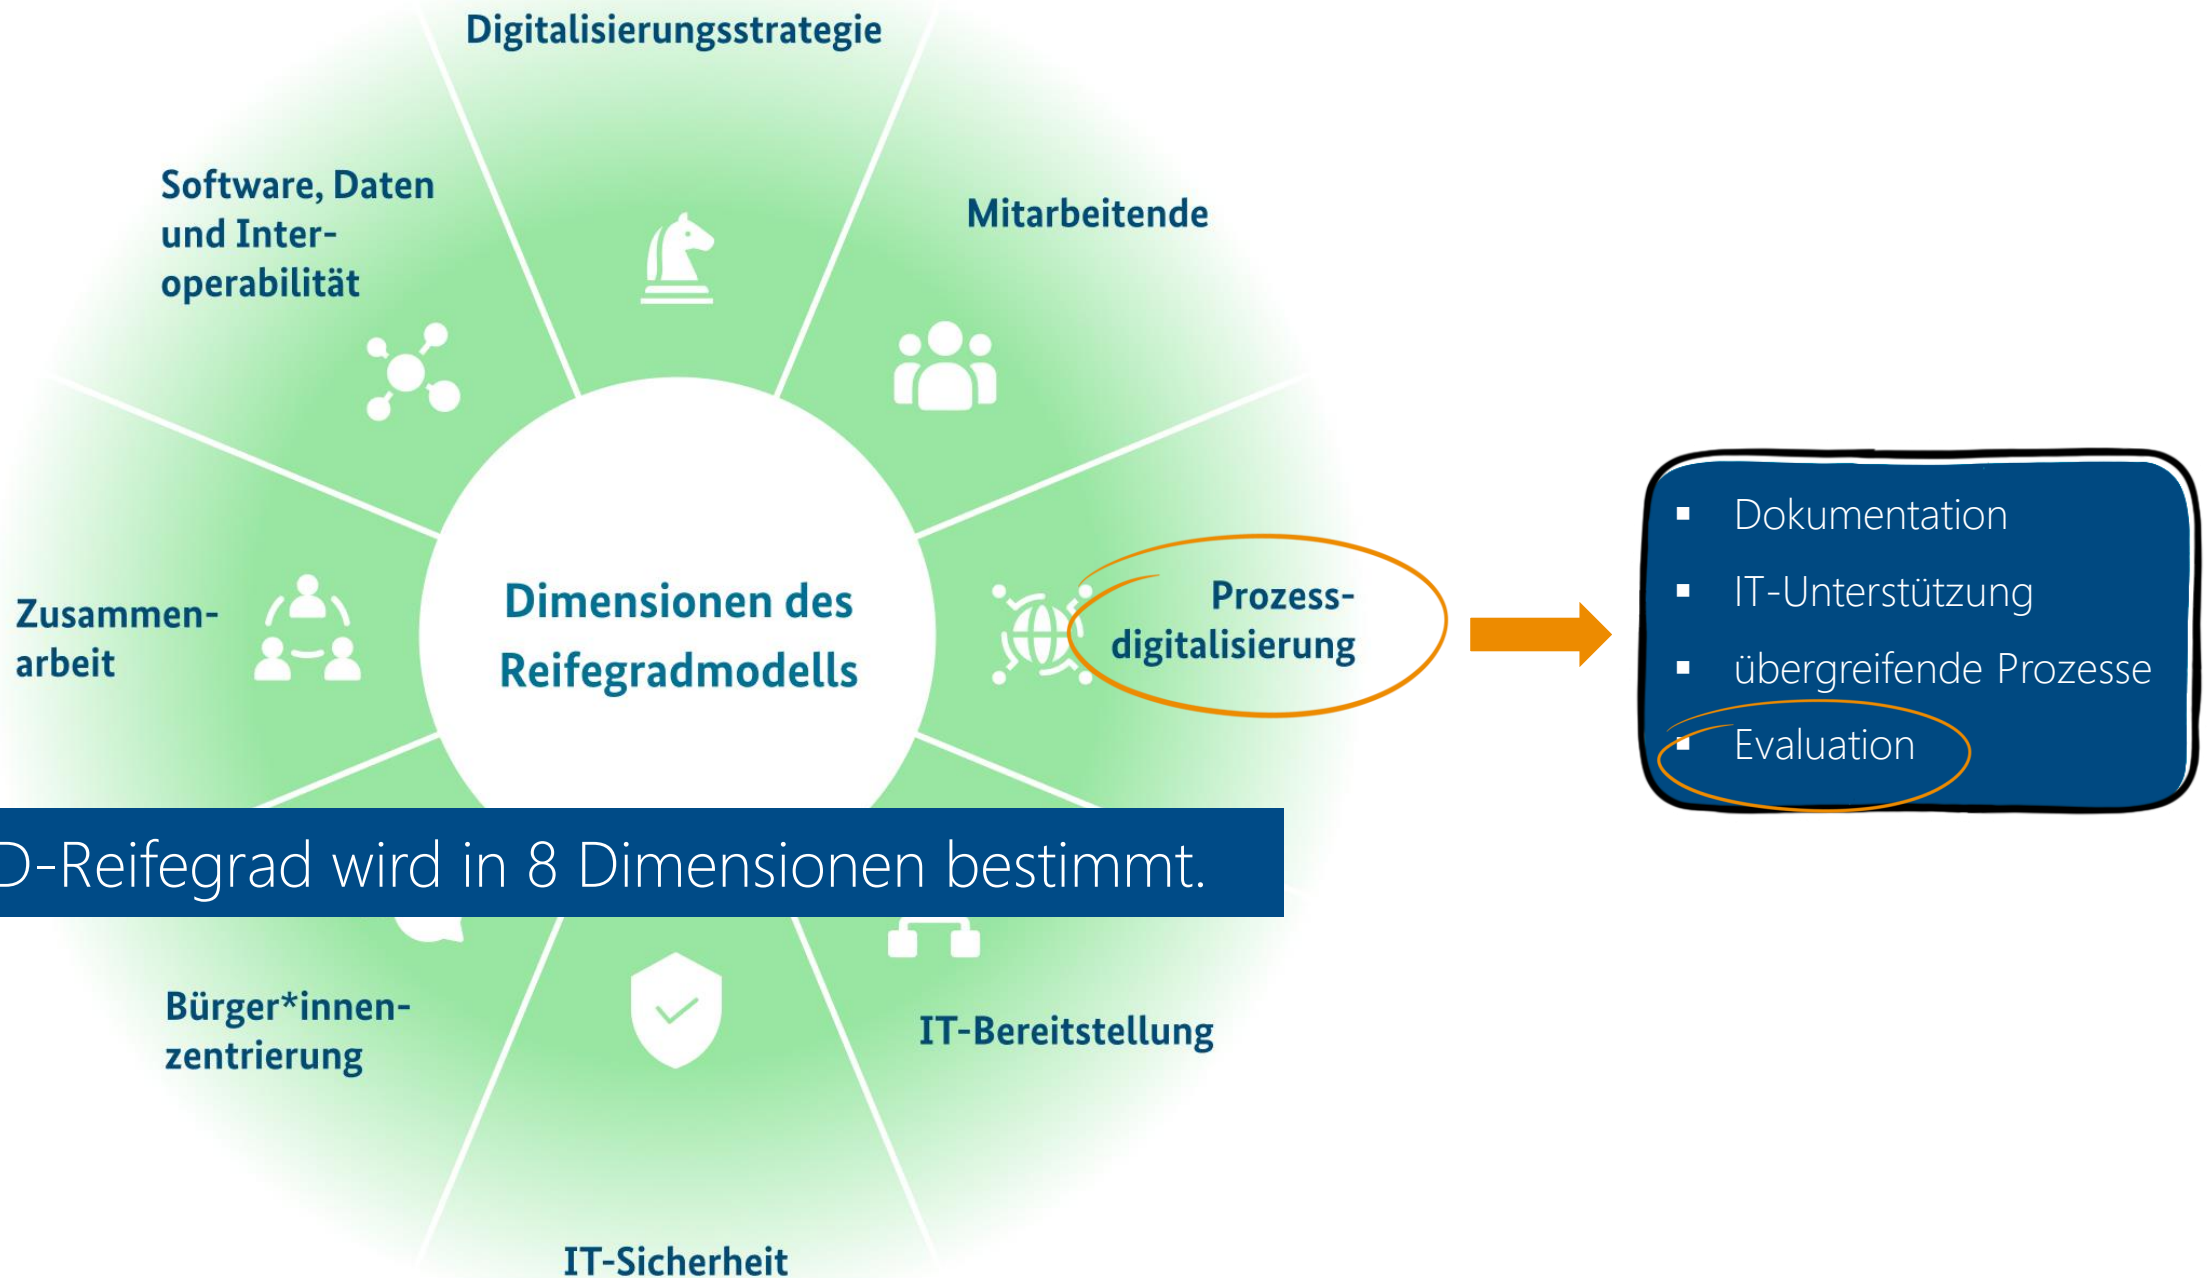 Digitalisierungsstrategie
Software, Daten
und Inter-
operabilität
Mitarbeitende
Dimensionen des
Reifegradmodells
Prozess-
digitalisierung
Zusammen-
arbeit
▪ Dokumentation
▪ IT-Unterstützung
▪ übergreifende Prozesse
▪ Evaluation
D-Reifegrad wird in 8 Dimensionen bestimmt.
Bürger*innen-
zentrierung
IT-Bereitstellung
IT-Sicherheit